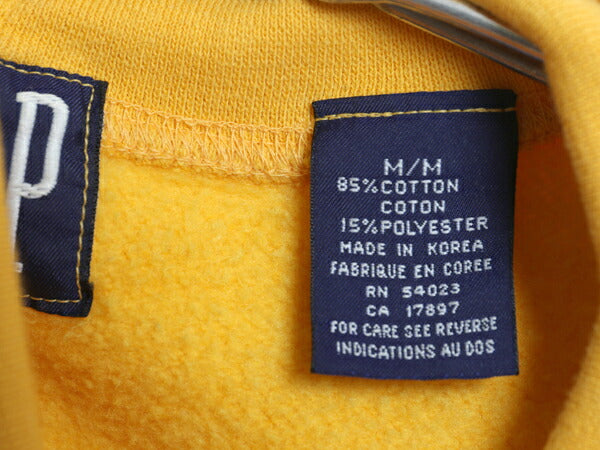 P
M/M
85%COTTON
COTON
15%POLYESTER
MADE IN KOREA
FABRIQUE EN COREE
RN 54023
CA 17897
FOR CARE SEE REVERSE
INDICATIONS AU DOS